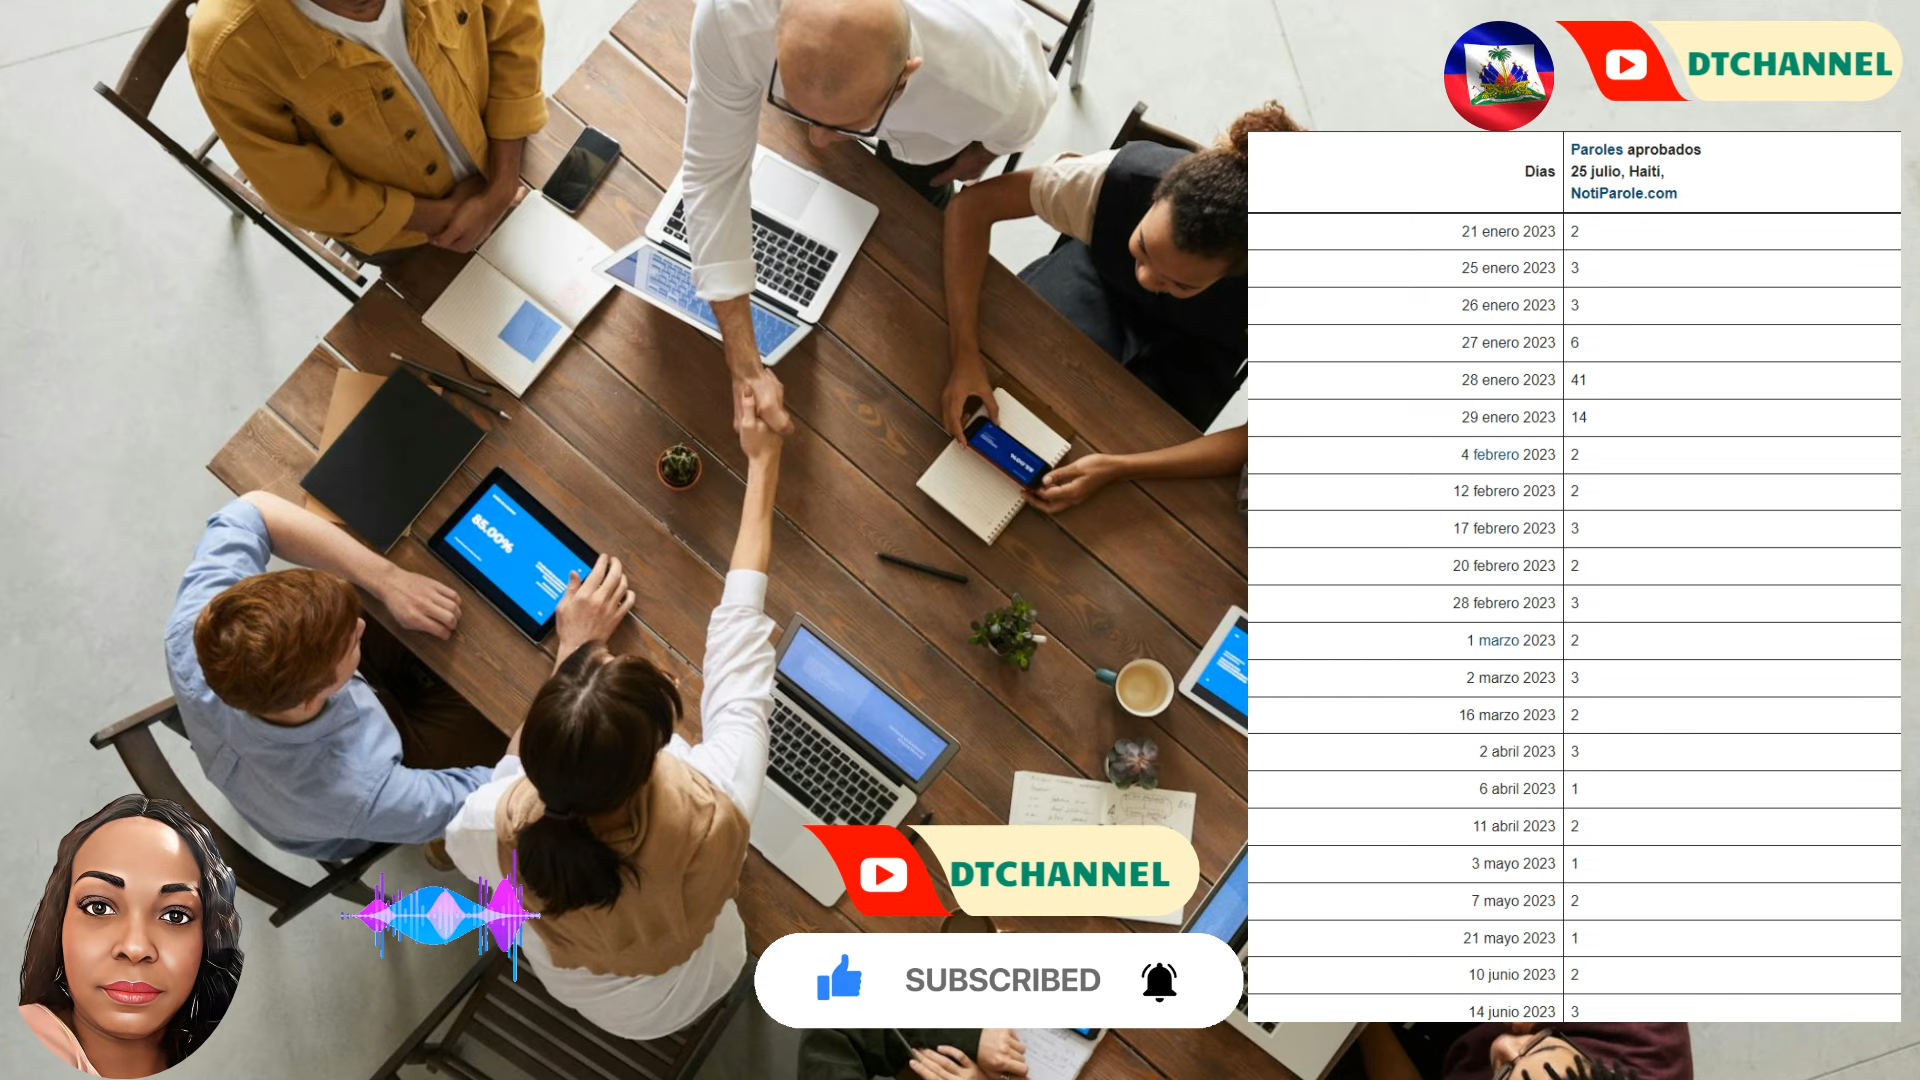 DTCHANNEL
Días
Paroles aprobados
25 julio, Haiti,
NotiParole.com
21 enero 2023 2
25 enero 2023 3
26 enero 2023 3
27 enero 2023 6
28 enero 2023 41
29 enero 2023 14
4 febrero 2023 2
12 febrero 2023 2
17 febrero 2023 3
20 febrero 2023 2
28 febrero 2023 3
1 marzo 2023 2
2 marzo 2023 3
16 marzo 2023 2
2 abril 2023 3
6 abril 2023 1
11 abril 2023 2
3 mayo 2023 1
7 mayo 2023 2
21 mayo 2023 1
10 junio 2023 2
14 junio 2023 3
85.00%
DTCHANNEL
SUBSCRIBED